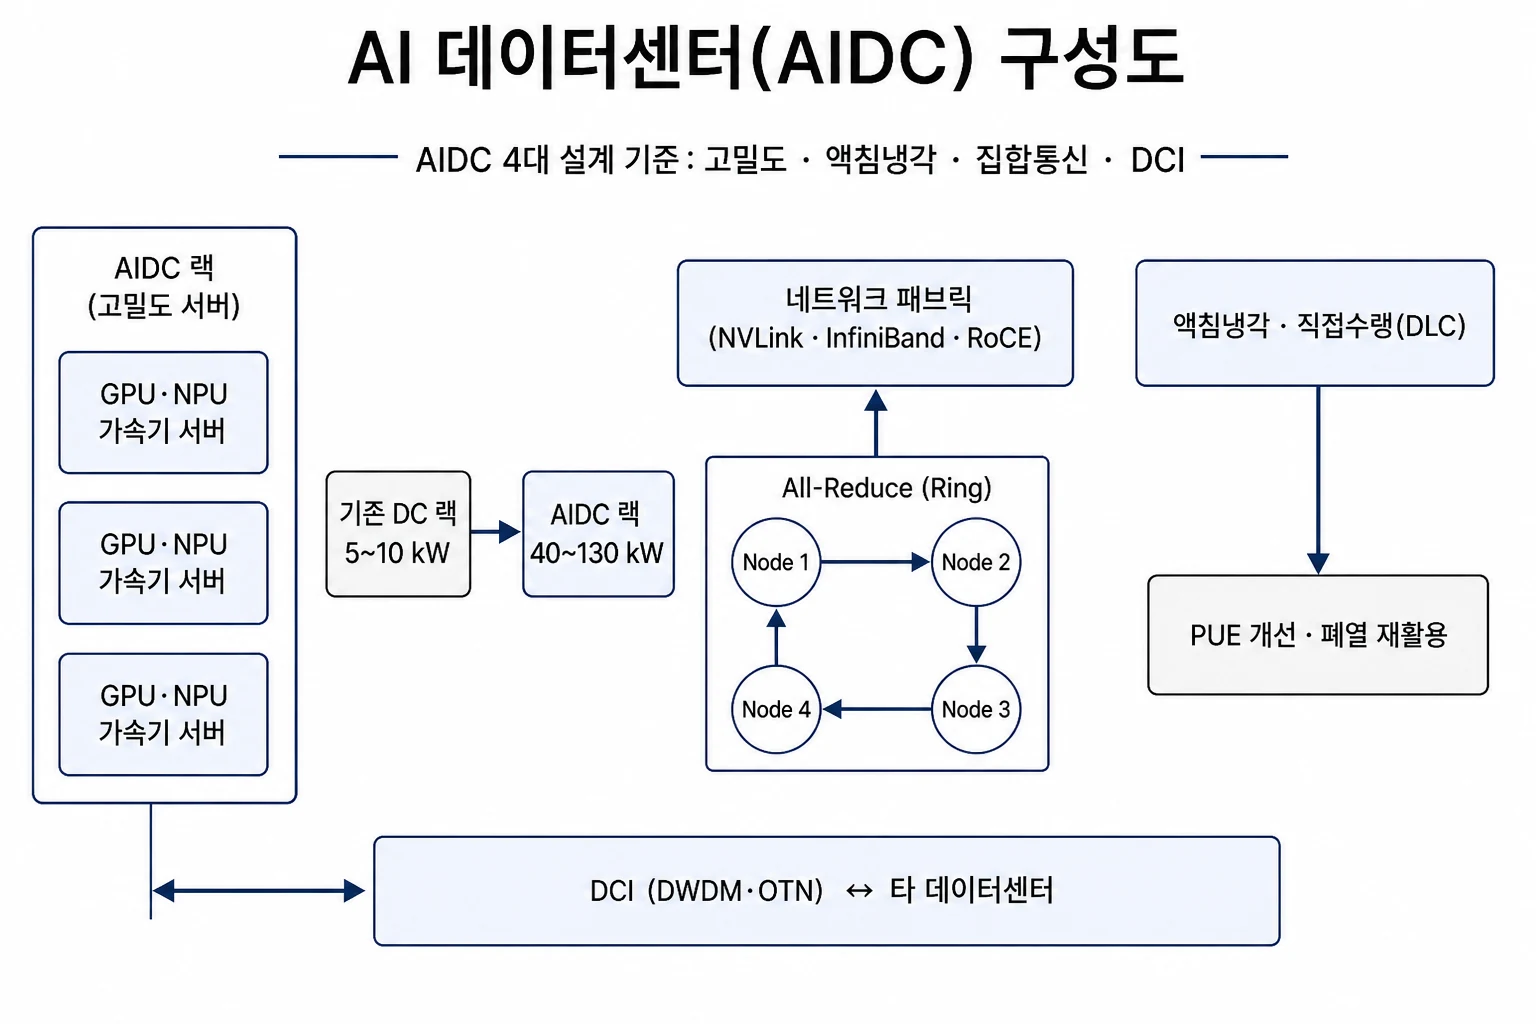 AI 데이터센터(AIDC) 구성도
AIDC 4대 설계 기준 : 고밀도 · 액침냉각 · 집합통신 · DCI
AIDC 랙
(고밀도 서버)
GPU·NPU
가속기 서버
GPU·NPU
가속기 서버
GPU·NPU
가속기 서버
기존 DC 랙
5~10 kW
AIDC 랙
40~130 kW
네트워크 패브릭
(NVLink · InfiniBand · RoCE)
All-Reduce (Ring)
Node 1
Node 2
Node 4
Node 3
액침냉각 · 직접수랭(DLC)
PUE 개선 · 폐열 재활용
DCI (DWDM·OTN) ↔ 타 데이터센터